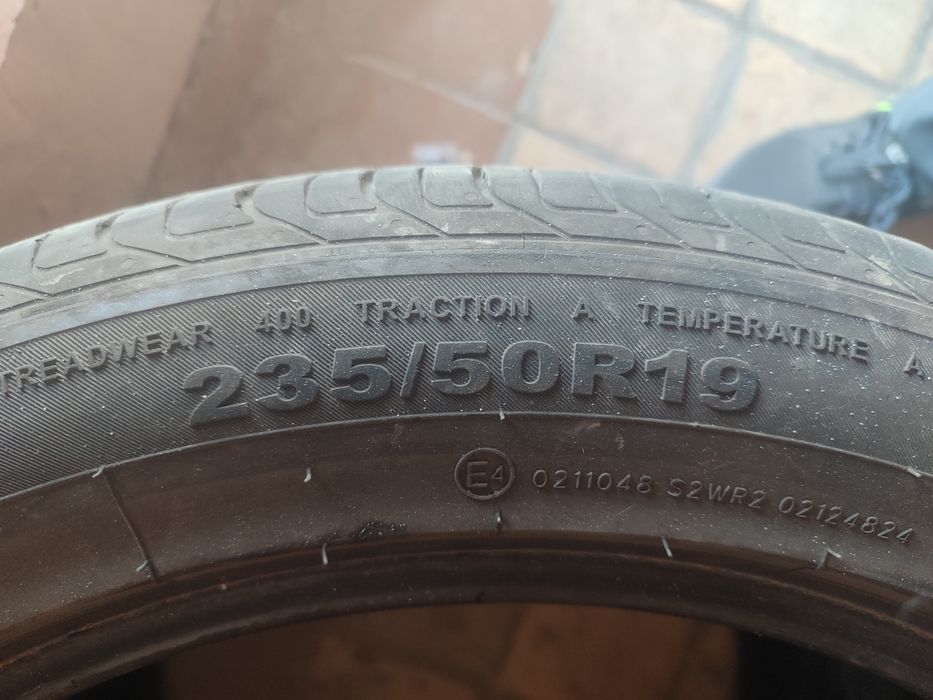 TREADWEAR 400 TRACTION A TEMPERATURE A
235/50R19
E4 0211048 S2WR2 02124824